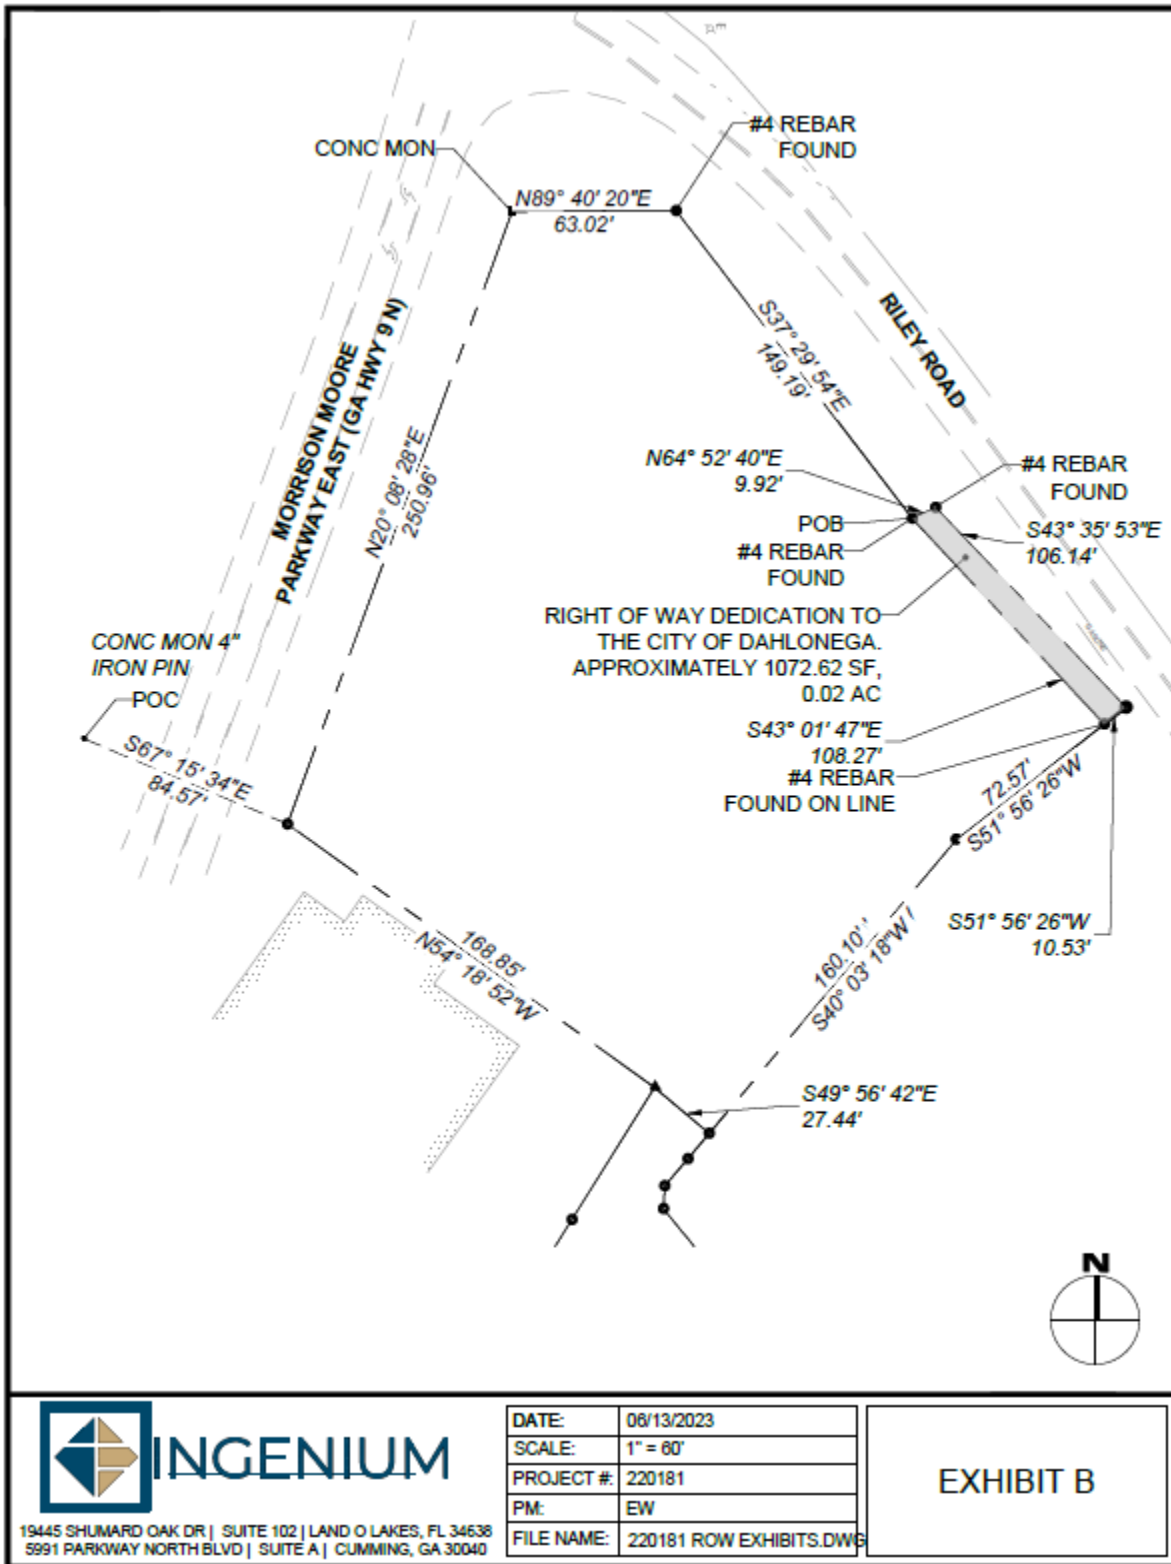 #4 REBAR
FOUND
CONC MON
N89° 40' 20"E
63.02'
S37° 29' 54"E
149.19'
RILEY ROAD
MORRISON MOORE
PARKWAY EAST (GA HWY 9 N)
N20° 08' 28"E
250.96'
N64° 52' 40"E
9.92'
#4 REBAR
FOUND
POB
#4 REBAR
FOUND
S43° 35' 53"E
106.14'
RIGHT OF WAY DEDICATION TO
THE CITY OF DAHLONEGA.
APPROXIMATELY 1072.62 SF,
0.02 AC
CONC MON 4"
IRON PIN
POC
S67° 15' 34"E
84.57'
S43° 01' 47"E
108.27'
#4 REBAR
FOUND ON LINE
72.57'
S51° 56' 26"W
S51° 56' 26"W
10.53'
168.85'
N54° 18' 52"W
160.10'
S40° 03' 18"W
S49° 56' 42"E
27.44'
N
INGENIUM
19445 SHUMARD OAK DR | SUITE 102 | LAND O LAKES, FL 34638
5991 PARKWAY NORTH BLVD | SUITE A | CUMMING, GA 30040
DATE: 06/13/2023
SCALE: 1" = 60'
PROJECT #: 220181
PM: EW
FILE NAME: 220181 ROW EXHIBITS.DWG
EXHIBIT B